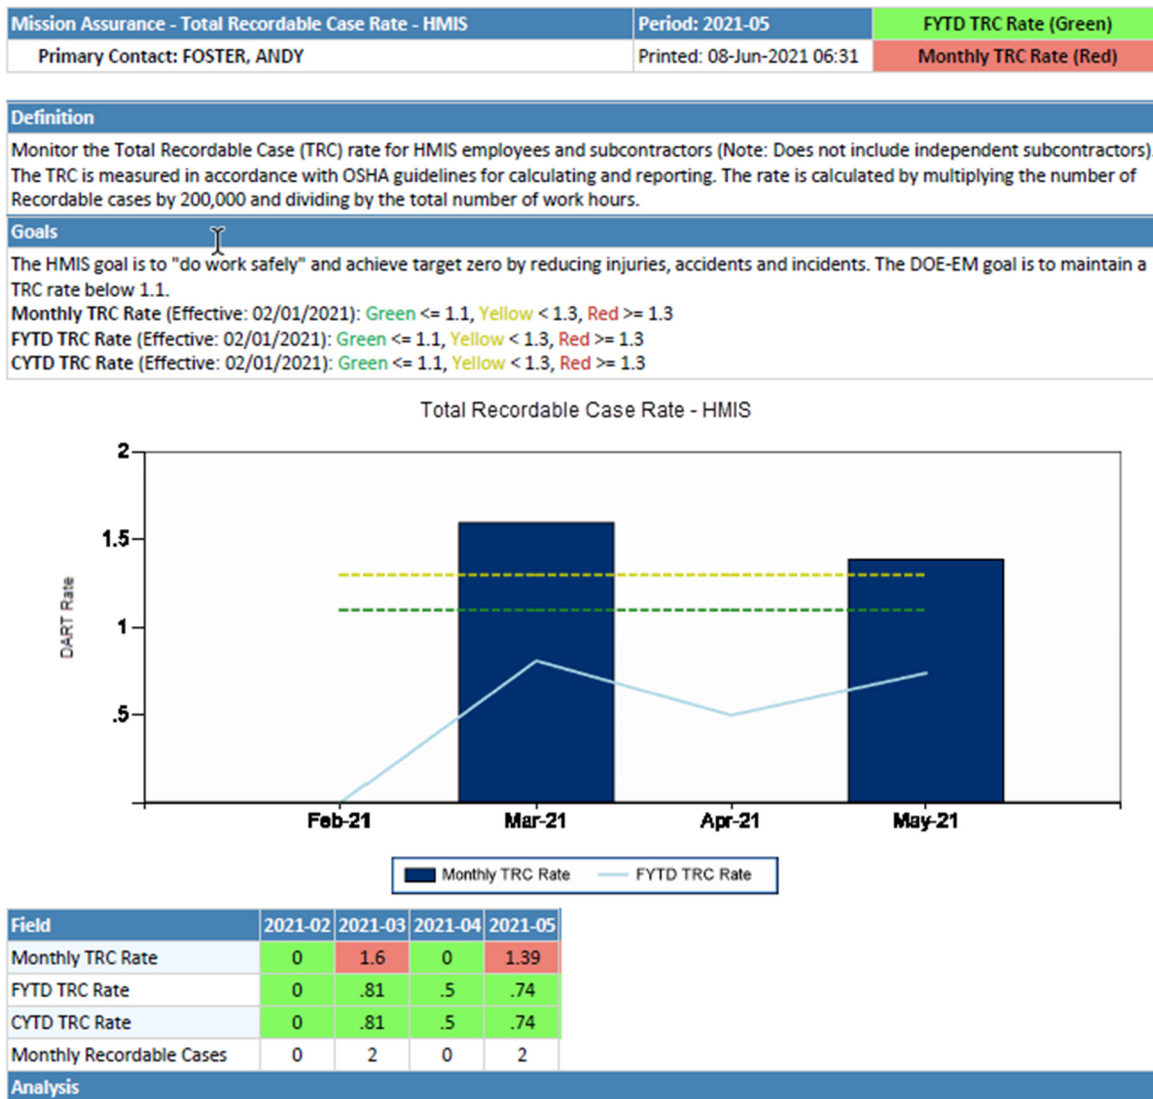 Mission Assurance - Total Recordable Case Rate - HMIS Period: 2021-05 FYTD TRC Rate (Green)
Primary Contact: FOSTER, ANDY Printed: 08-Jun-2021 06:31 Monthly TRC Rate (Red)
Definition
Monitor the Total Recordable Case (TRC) rate for HMIS employees and subcontractors (Note: Does not include independent subcontractors).
The TRC is measured in accordance with OSHA guidelines for calculating and reporting. The rate is calculated by multiplying the number of
Recordable cases by 200,000 and dividing by the total number of work hours.
Goals
The HMIS goal is to "do work safely" and achieve target zero by reducing injuries, accidents and incidents. The DOE-EM goal is to maintain a
TRC rate below 1.1.
Monthly TRC Rate (Effective: 02/01/2021): Green <= 1.1, Yellow < 1.3, Red >= 1.3
FYTD TRC Rate (Effective: 02/01/2021): Green <= 1.1, Yellow < 1.3, Red >= 1.3
CYTD TRC Rate (Effective: 02/01/2021): Green <= 1.1, Yellow < 1.3, Red >= 1.3
Total Recordable Case Rate - HMIS
2
1.5
1
.5
DART Rate
Feb-21 Mar-21 Apr-21 May-21
Monthly TRC Rate FYTD TRC Rate
Field 2021-02 2021-03 2021-04 2021-05
Monthly TRC Rate 0 1.6 0 1.39
FYTD TRC Rate 0 .81 .5 .74
CYTD TRC Rate 0 .81 .5 .74
Monthly Recordable Cases 0 2 0 2
Analysis